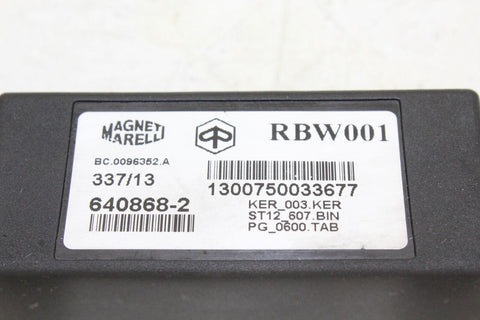 MAGNETI
MARELLI
RBW001
BC.0096352.A
337/13
1300750033677
640868-2
KER_003.KER
ST12_607.BIN
PG_0600.TAB